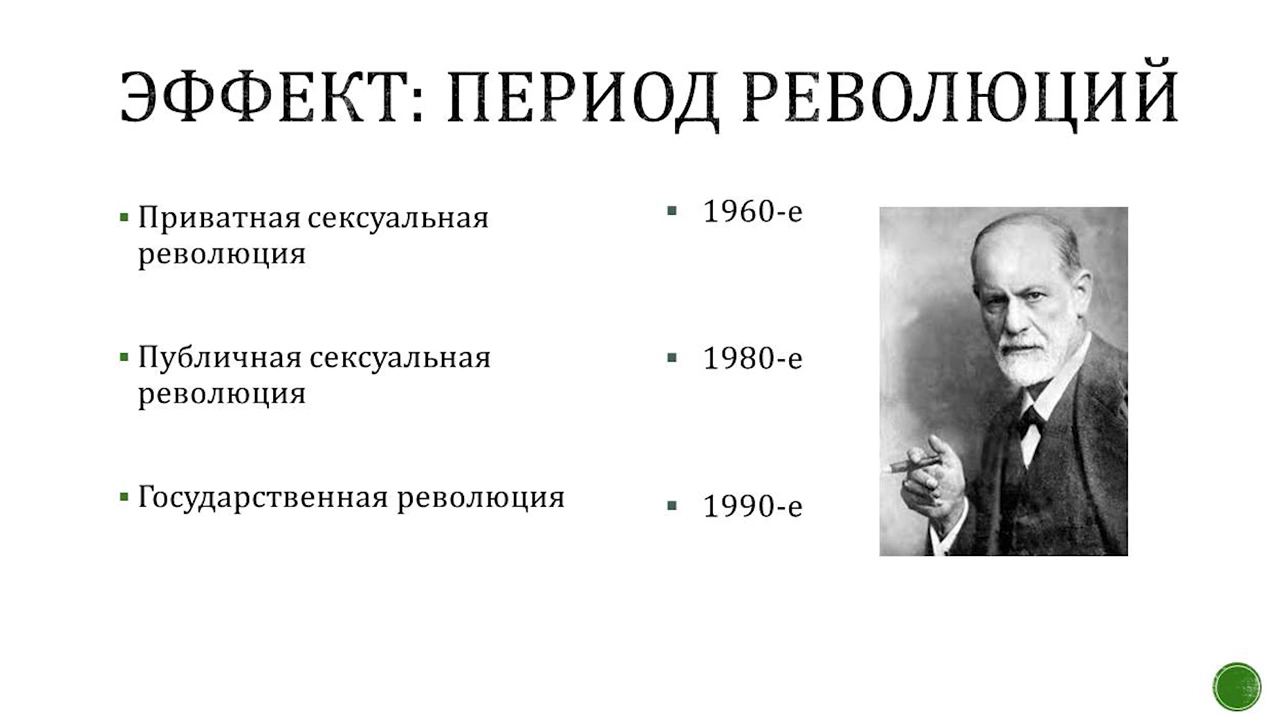 ЭФФЕКТ: ПЕРИОД РЕВОЛЮЦИЙ
Приватная сексуальная
революция
Публичная сексуальная
революция
Государственная революция
1960-е
1980-е
1990-е